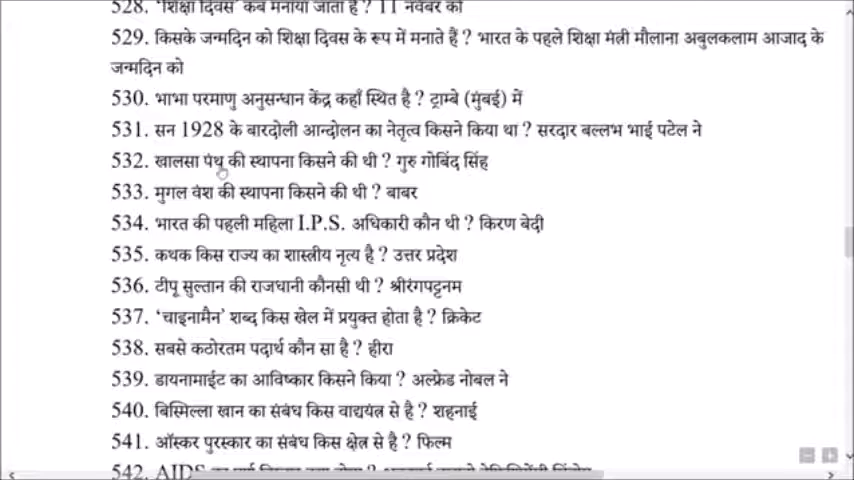 528. 'शिक्षा दिवस' कब मनाया जाता है ? 11 नवंबर को
529. किसके जन्मदिन को शिक्षा दिवस के रूप में मनाते हैं ? भारत के पहले शिक्षा मंत्री मौलाना अबुलकलाम आजाद के
जन्मदिन को
530. भाभा परमाणु अनुसन्धान केंद्र कहाँ स्थित है ? ट्राम्बे (मुंबई) में
531. सन 1928 के बारदोली आन्दोलन का नेतृत्व किसने किया था ? सरदार बल्लभ भाई पटेल ने
532. खालसा पंथ की स्थापना किसने की थी ? गुरु गोबिंद सिंह
533. मुगल वंश की स्थापना किसने की थी ? बाबर
534. भारत की पहली महिला I.P.S. अधिकारी कौन थी ? किरण बेदी
535. कथक किस राज्य का शास्त्रीय नृत्य है ? उत्तर प्रदेश
536. टीपू सुल्तान की राजधानी कौनसी थी ? श्रीरंगपट्टनम
537. 'चाइनामैन' शब्द किस खेल में प्रयुक्त होता है ? क्रिकेट
538. सबसे कठोरतम पदार्थ कौन सा है ? हीरा
539. डायनामाईट का आविष्कार किसने किया ? अल्फ्रेड नोबल ने
540. बिस्मिल्ला खान का संबंध किस वाद्ययंत्र से है ? शहनाई
541. ऑस्कर पुरस्कार का संबंध किस क्षेत्र से है ? फिल्म
542. AIDS का